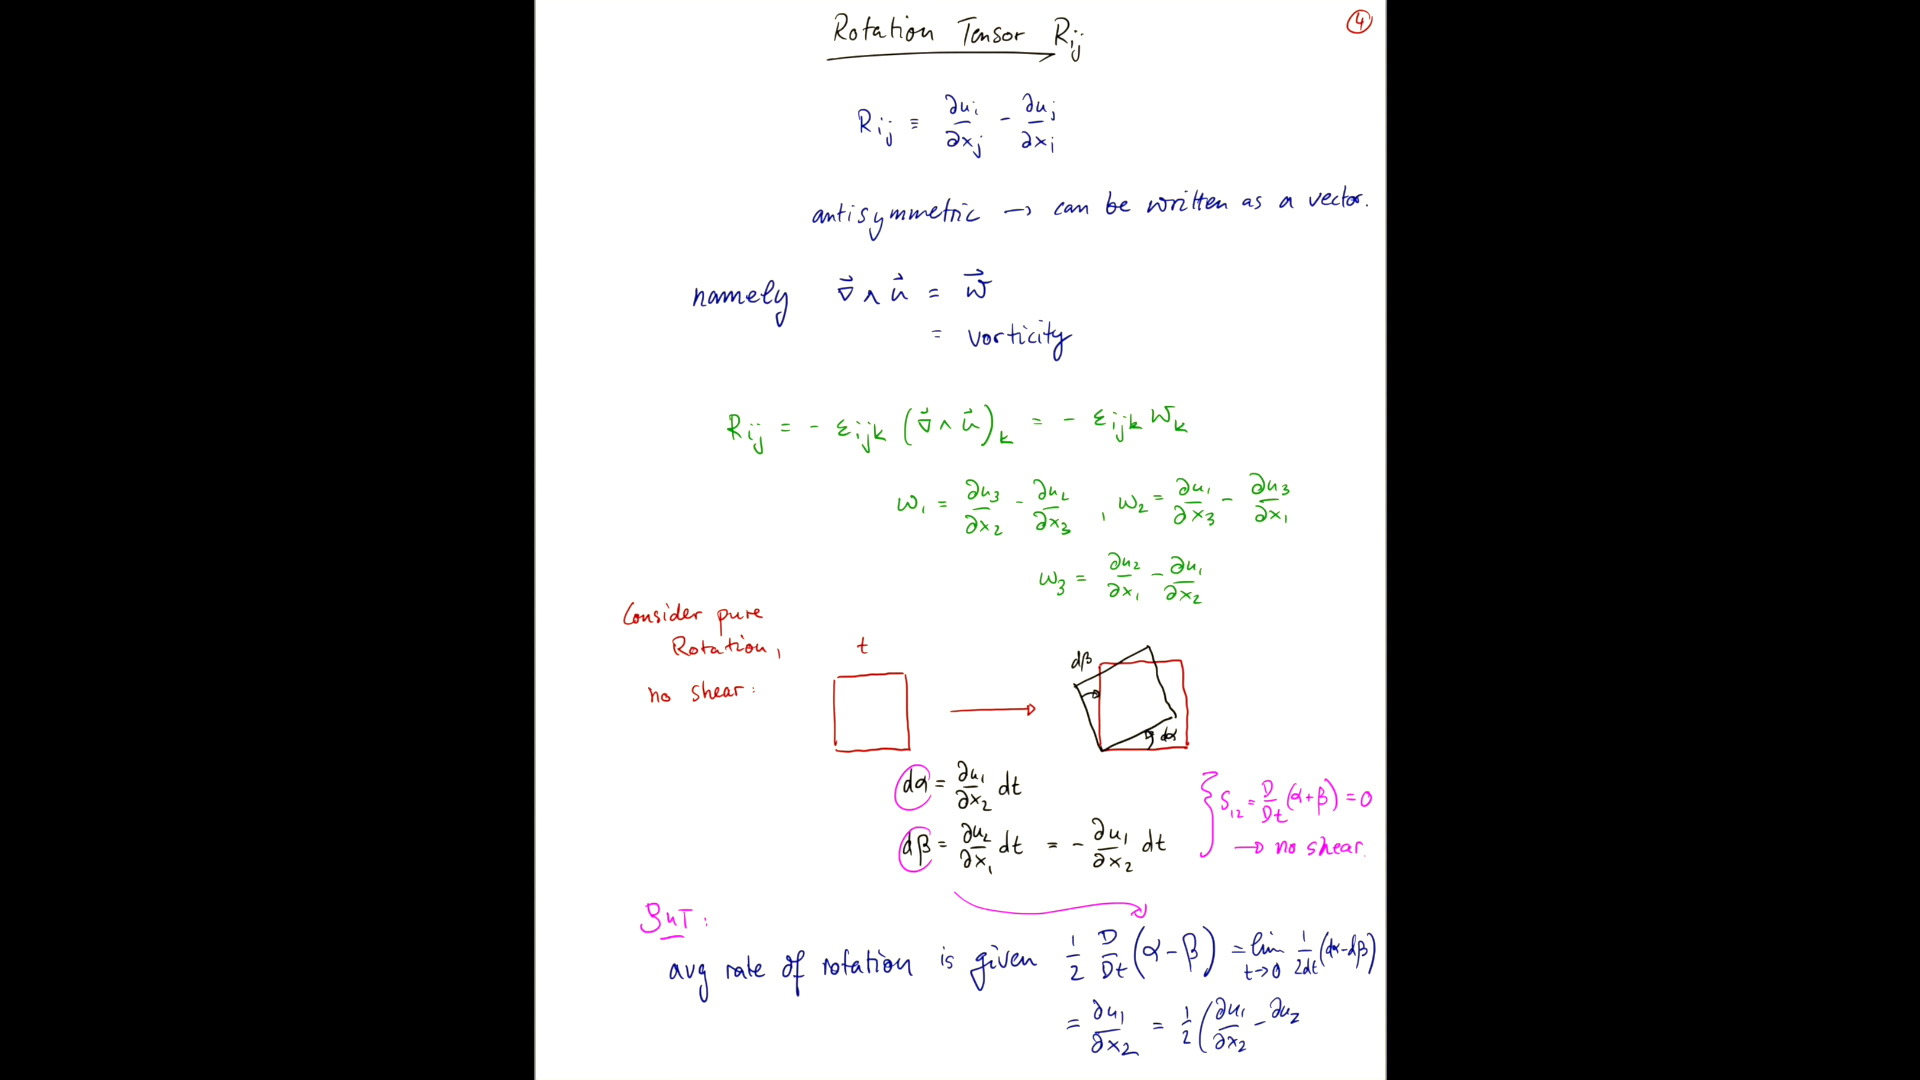 Rotation Tensor Rij
4
Rij ≡ ∂ui/∂xj - ∂uj/∂xi
antisymmetric → can be written as a vector.
namely ∇⃗ ∧ u⃗ = w⃗
= vorticity
Rij = - εijk (∇⃗ ∧ u⃗)k = - εijk wk
w1 = ∂u3/∂x2 - ∂u2/∂x3 , w2 = ∂u1/∂x3 - ∂u3/∂x1
w3 = ∂u2/∂x1 - ∂u1/∂x2
Consider pure
Rotation,
no shear:
t
dβ
dα
dα = ∂u1/∂x2 dt
dβ = ∂u2/∂x1 dt = - ∂u1/∂x2 dt
S12 = D/Dt (α+β) = 0
→ no shear.
BUT:
avg rate of rotation is given 1/2 D/Dt (α-β) = lim t→0 1/2dt (dα-dβ)
= ∂u1/∂x2 = 1/2 (∂u1/∂x2 - ∂u2